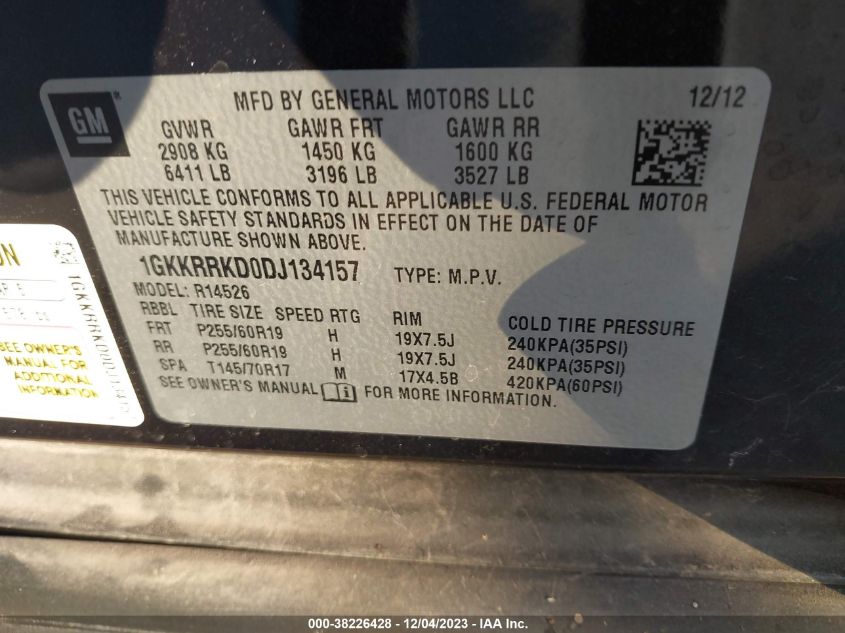 GM
MFD BY GENERAL MOTORS LLC 12/12
GVWR GAWR FRT GAWR RR
2908 KG 1450 KG 1600 KG
6411 LB 3196 LB 3527 LB
THIS VEHICLE CONFORMS TO ALL APPLICABLE U.S. FEDERAL MOTOR
VEHICLE SAFETY STANDARDS IN EFFECT ON THE DATE OF
MANUFACTURE SHOWN ABOVE.
1GKKRRKD0DJ134157 TYPE: M.P.V.
MODEL: R14526
RBBL TIRE SIZE SPEED RTG RIM COLD TIRE PRESSURE
FRT P255/60R19 H 19X7.5J 240KPA(35PSI)
RR P255/60R19 H 19X7.5J 240KPA(35PSI)
SPA T145/70R17 M 17X4.5B 420KPA(60PSI)
SEE OWNER'S MANUAL FOR MORE INFORMATION.
SEE OWNER'S
MANUAL FOR
ADDITIONAL
INFORMATION
000-38226428 - 12/04/2023 - IAA Inc.